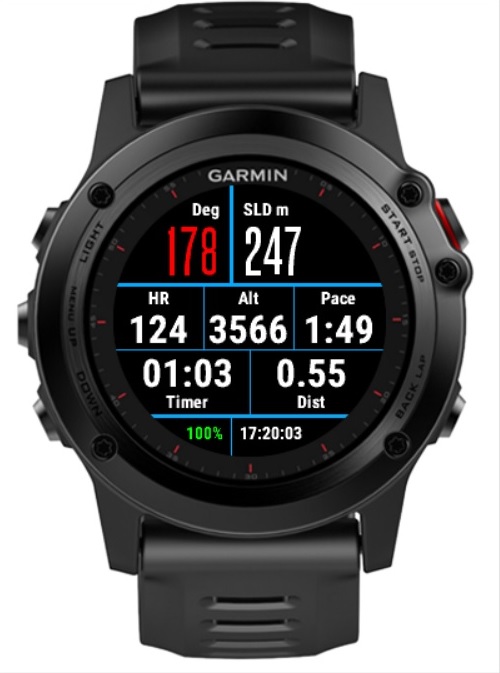 GARMIN
Deg SLD m
178 247
HR Alt Pace
124 3566 1:49
01:03 0.55
Timer Dist
100% 17:20:03
LIGHT
MENU UP
DOWN
START STOP
BACK LAP
30